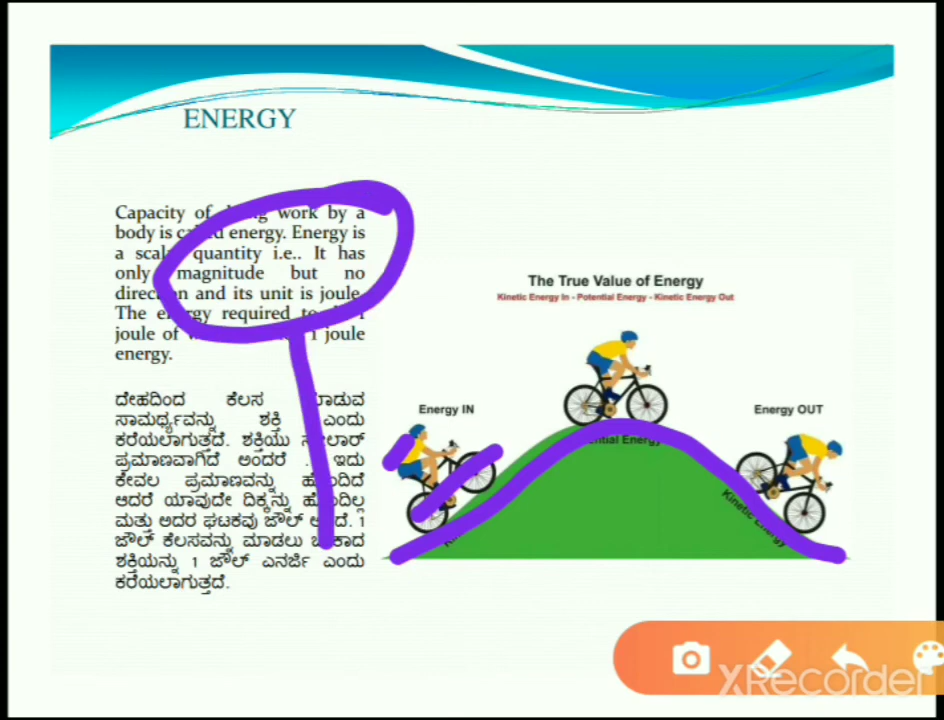 ENERGY
Capacity of work by a
body is energy. Energy is
a quantity i.e.. It has
only magnitude but no
and its unit is joule.
The required
joule of 1 joule
energy.
ದೇಹದಿಂದ ಕೆಲಸ
ಸಾಮರ್ಥ್ಯವನ್ನು ಶಕ್ತಿ ಎಂದು
ಕರೆಯಲಾಗುತ್ತದೆ. ಶಕ್ತಿಯು
ಪ್ರಮಾಣವಾಗಿದೆ ಅಂದರೆ .. ಇದು
ಕೇವಲ ಪ್ರಮಾಣವನ್ನು
ಆದರೆ ಯಾವುದೇ ದಿಕ್ಕನ್ನು
ಮತ್ತು ಅದರ ಘಟಕವು ಜೌಲ್ 1
ಜೌಲ್ ಕೆಲಸವನ್ನು ಮಾಡಲು
ಶಕ್ತಿಯನ್ನು 1 ಜೌಲ್ ಎನರ್ಜಿ ಎಂದು
ಕರೆಯಲಾಗುತ್ತದೆ.
The True Value of Energy
Kinetic Energy In - Potential Energy - Kinetic Energy Out
Energy IN
Energy OUT
Energy
Kinetic Energy
XRecorder